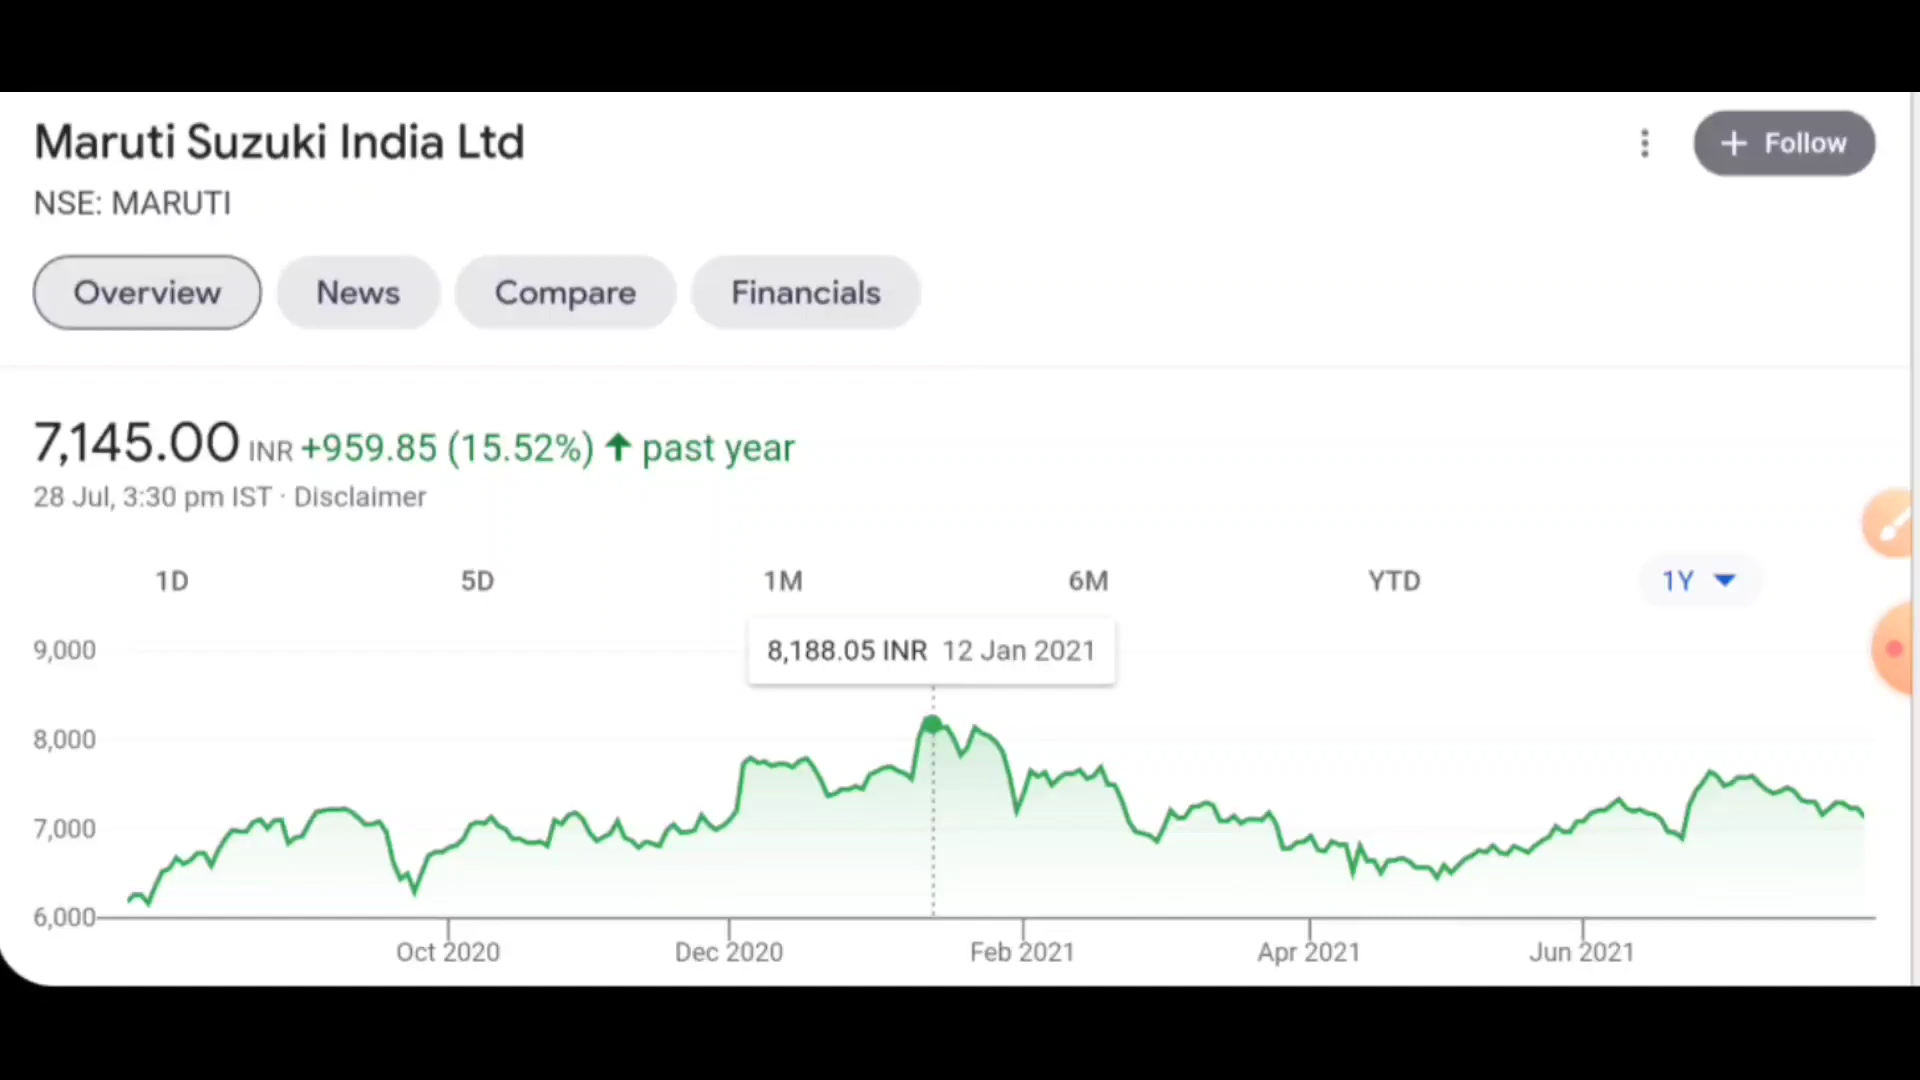 Maruti Suzuki India Ltd
+ Follow
NSE: MARUTI
Overview News Compare Financials
7,145.00 INR +959.85 (15.52%) ↑ past year
28 Jul, 3:30 pm IST · Disclaimer
1D 5D 1M 6M YTD 1Y
8,188.05 INR 12 Jan 2021
9,000
8,000
7,000
6,000
Oct 2020 Dec 2020 Feb 2021 Apr 2021 Jun 2021